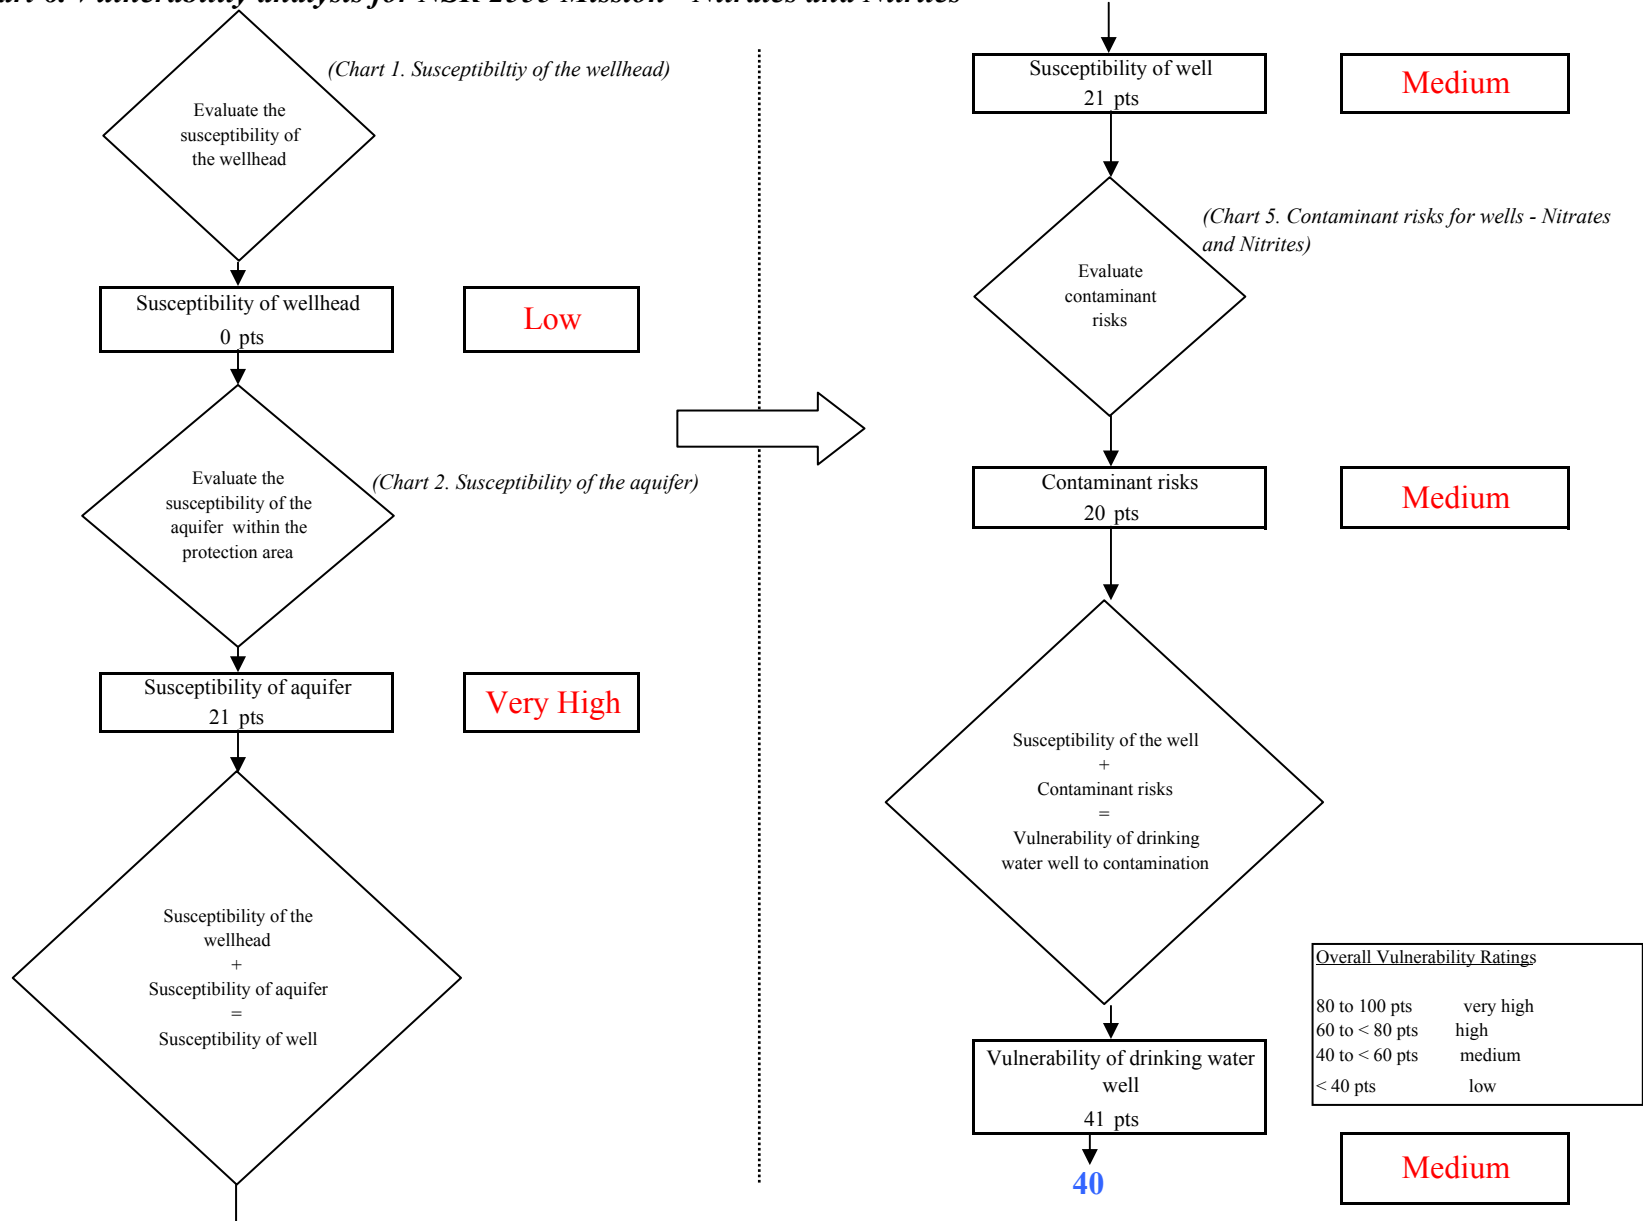 (Chart 1. Susceptibiltiy of the wellhead)
Evaluate the
susceptibility of
the wellhead
Susceptibility of wellhead
0 pts
Low
Evaluate the
susceptibility of the
aquifer within the
protection area
(Chart 2. Susceptibility of the aquifer)
Susceptibility of aquifer
21 pts
Very High
Susceptibility of the
wellhead
+
Susceptibility of aquifer
=
Susceptibility of well
Susceptibility of well
21 pts
Medium
(Chart 5. Contaminant risks for wells - Nitrates
and Nitrites)
Evaluate
contaminant
risks
Contaminant risks
20 pts
Medium
Susceptibility of the well
+
Contaminant risks
=
Vulnerability of drinking
water well to contamination
Overall Vulnerability Ratings
80 to 100 pts very high
60 to < 80 pts high
40 to < 60 pts medium
< 40 pts low
Vulnerability of drinking water
well
41 pts
40
Medium